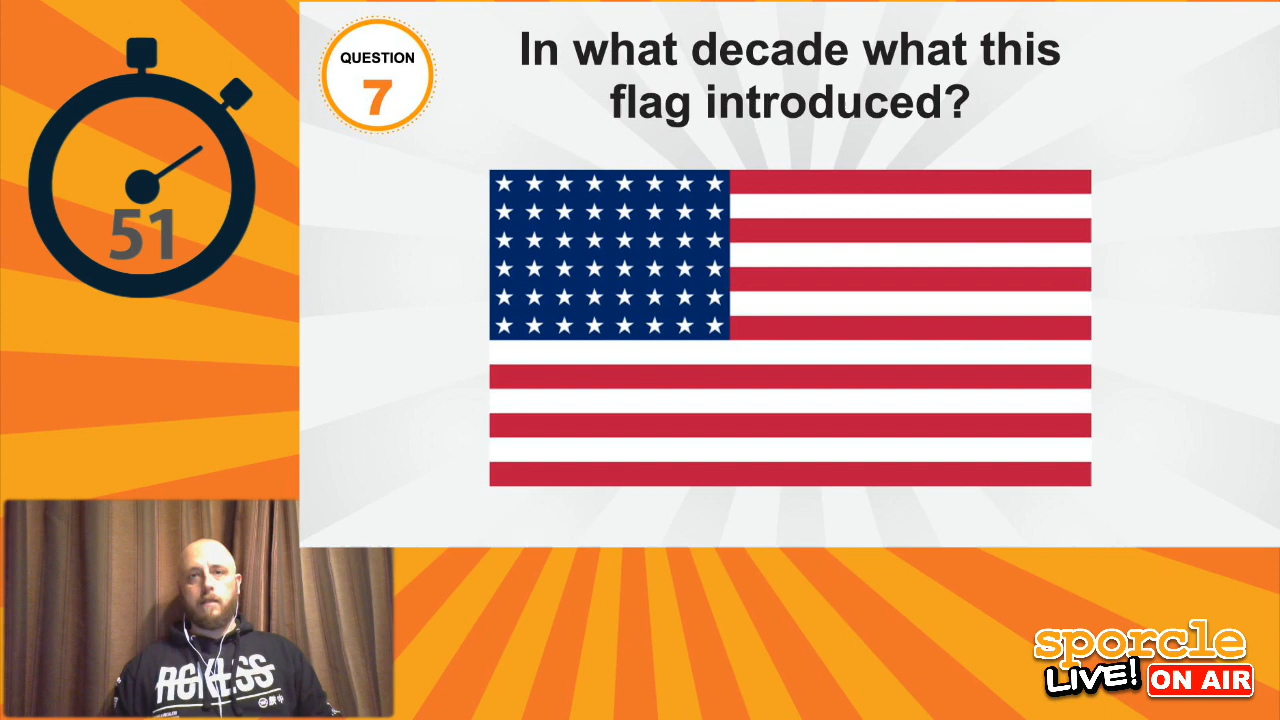 QUESTION
7
In what decade what this
flag introduced?
51
sporcle
LIVE!
ON AIR